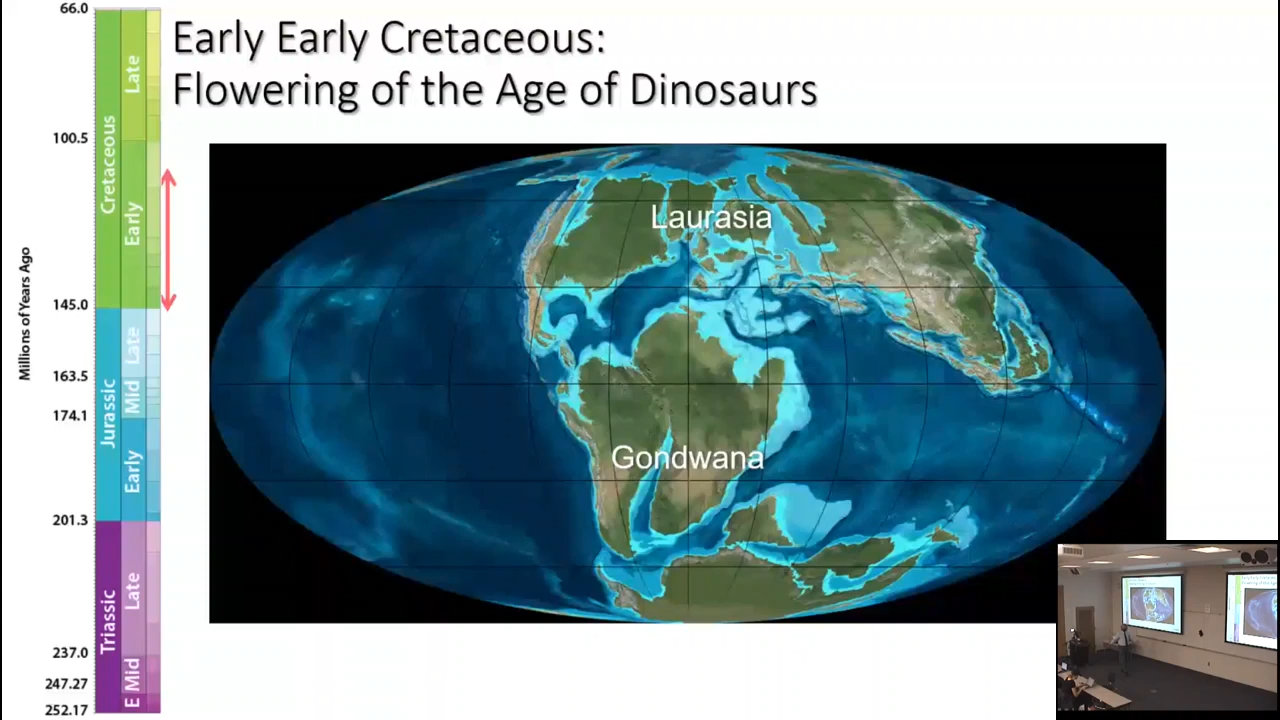 Early Early Cretaceous:
Flowering of the Age of Dinosaurs
66.0
100.5
145.0
163.5
174.1
201.3
237.0
247.27
252.17
Millions of Years Ago
Cretaceous
Late
Early
Jurassic
Late
Mid
Early
Triassic
Late
Mid
E
Laurasia
Gondwana